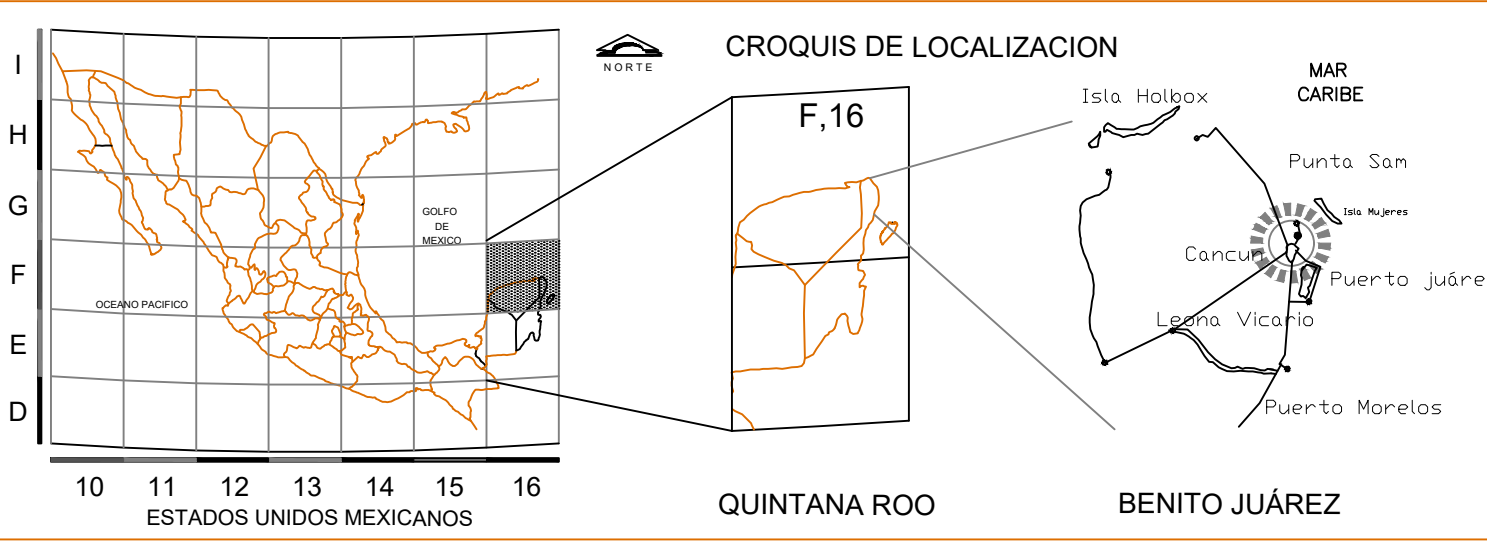 CROQUIS DE LOCALIZACION
NORTE
I
H
G
F
E
D
GOLFO
DE
MEXICO
OCEANO PACIFICO
10 11 12 13 14 15 16
ESTADOS UNIDOS MEXICANOS
F,16
QUINTANA ROO
MAR
CARIBE
Isla Holbox
Punta Sam
Isla Mujeres
Cancun
Puerto juáre
Leona Vicario
Puerto Morelos
BENITO JUÁREZ